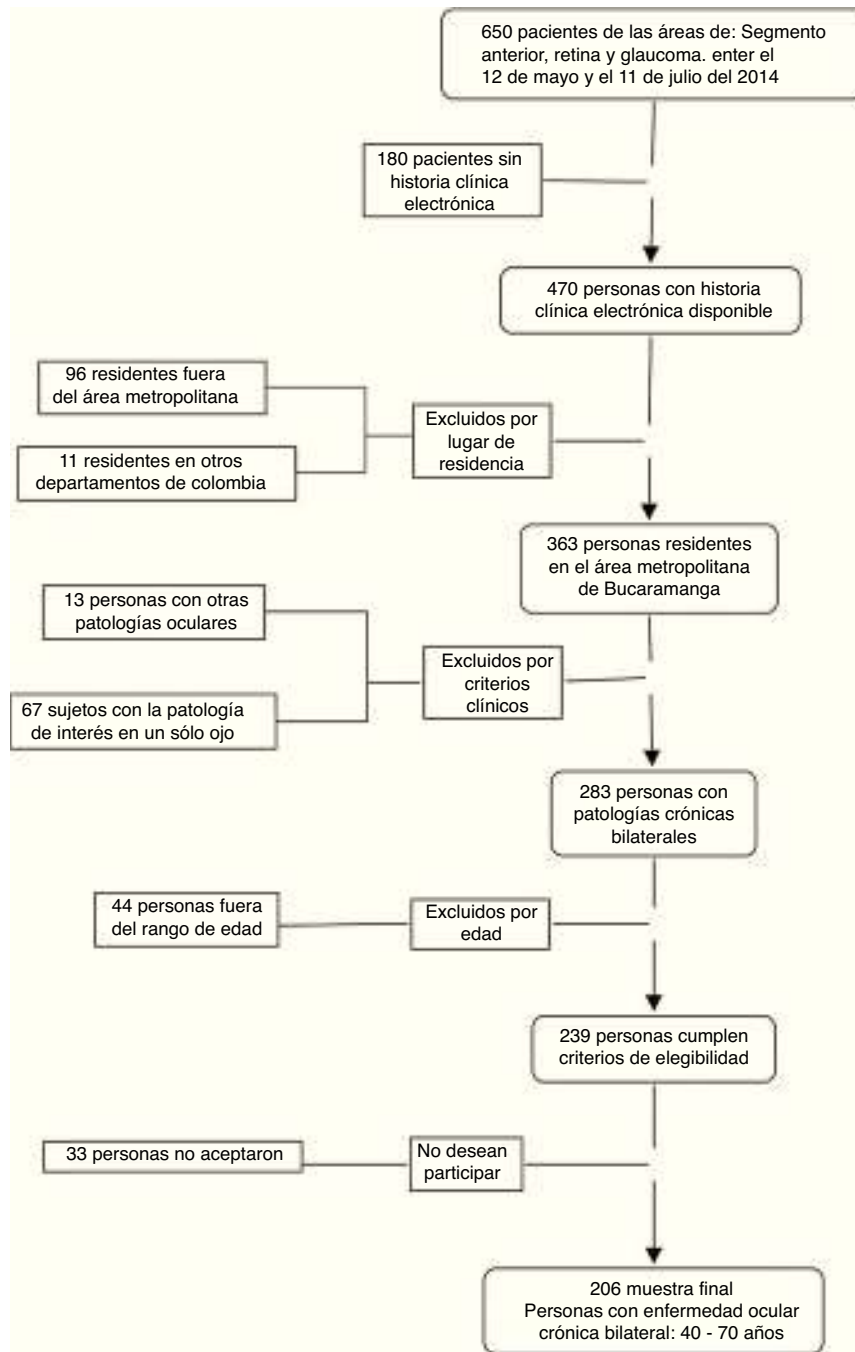 650 pacientes de las áreas de: Segmento
anterior, retina y glaucoma. enter el
12 de mayo y el 11 de julio del 2014
180 pacientes sin
historia clínica
electrónica
470 personas con historia
clínica electrónica disponible
96 residentes fuera
del área metropolitana
Excluidos por
lugar de
residencia
11 residentes en otros
departamentos de colombia
363 personas residentes
en el área metropolitana
de Bucaramanga
13 personas con otras
patologías oculares
Excluidos por
criterios
clínicos
67 sujetos con la patología
de interés en un sólo ojo
283 personas con
patologías crónicas
bilaterales
44 personas fuera
del rango de edad
Excluidos por
edad
239 personas cumplen
criterios de elegibilidad
33 personas no aceptaron
No desean
participar
206 muestra final
Personas con enfermedad ocular
crónica bilateral: 40 - 70 años